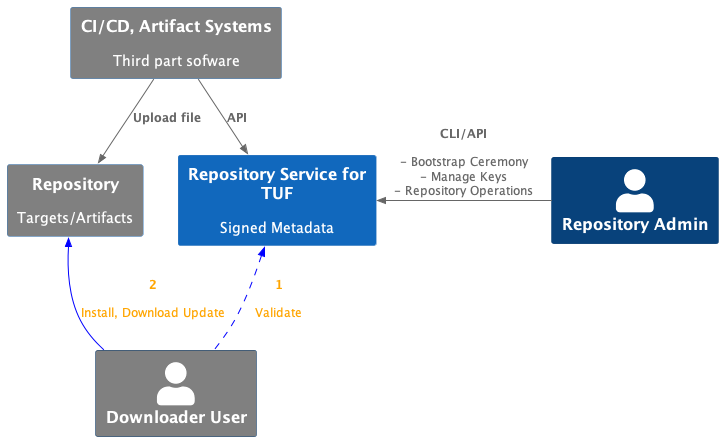 CI/CD, Artifact Systems
Third part sofware
Upload file
API
CLI/API
- Bootstrap Ceremony
- Manage Keys
- Repository Operations
Repository
Targets/Artifacts
Repository Service for
TUF
Signed Metadata
Repository Admin
2
Install, Download Update
1
Validate
Downloader User